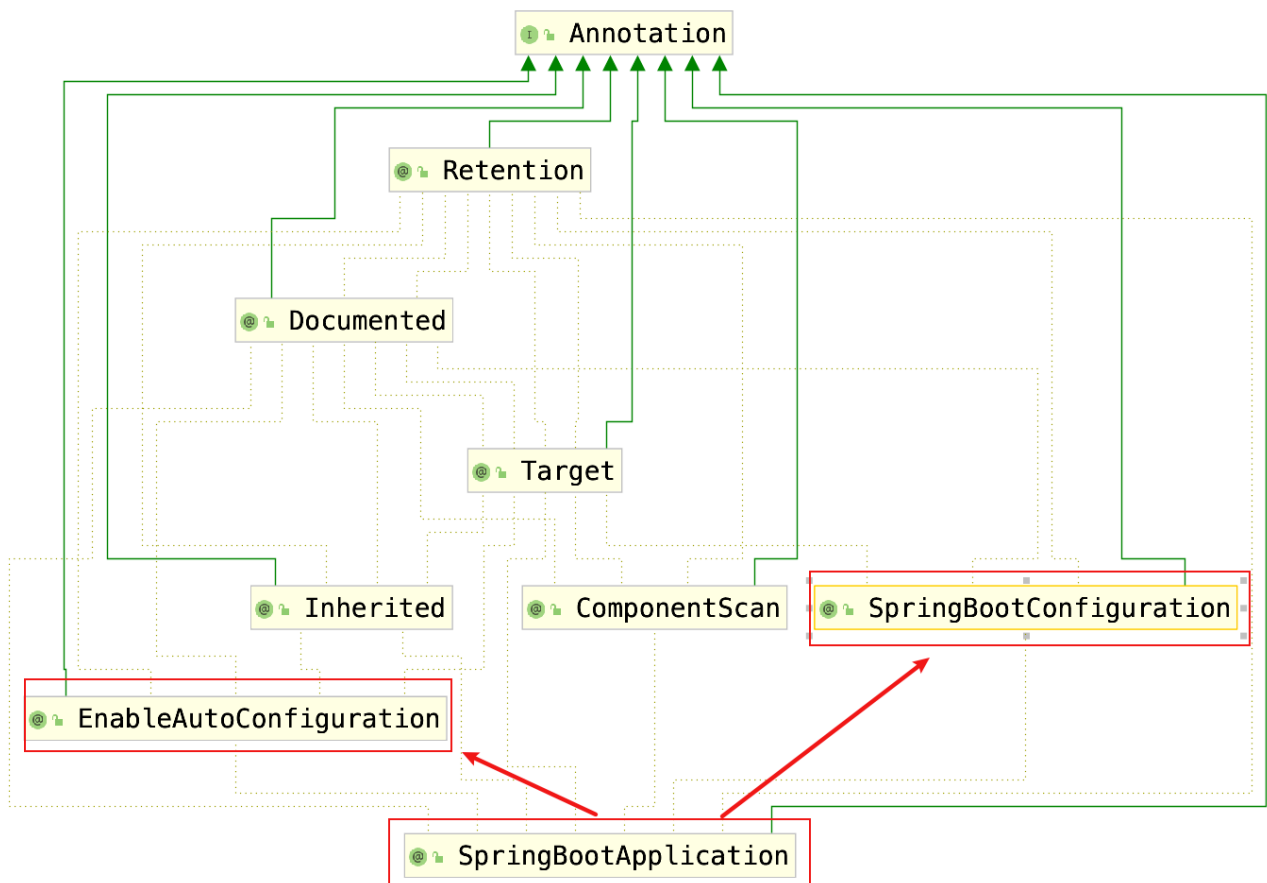 Annotation
Retention
Documented
Target
Inherited
ComponentScan
SpringBootConfiguration
EnableAutoConfiguration
SpringBootApplication